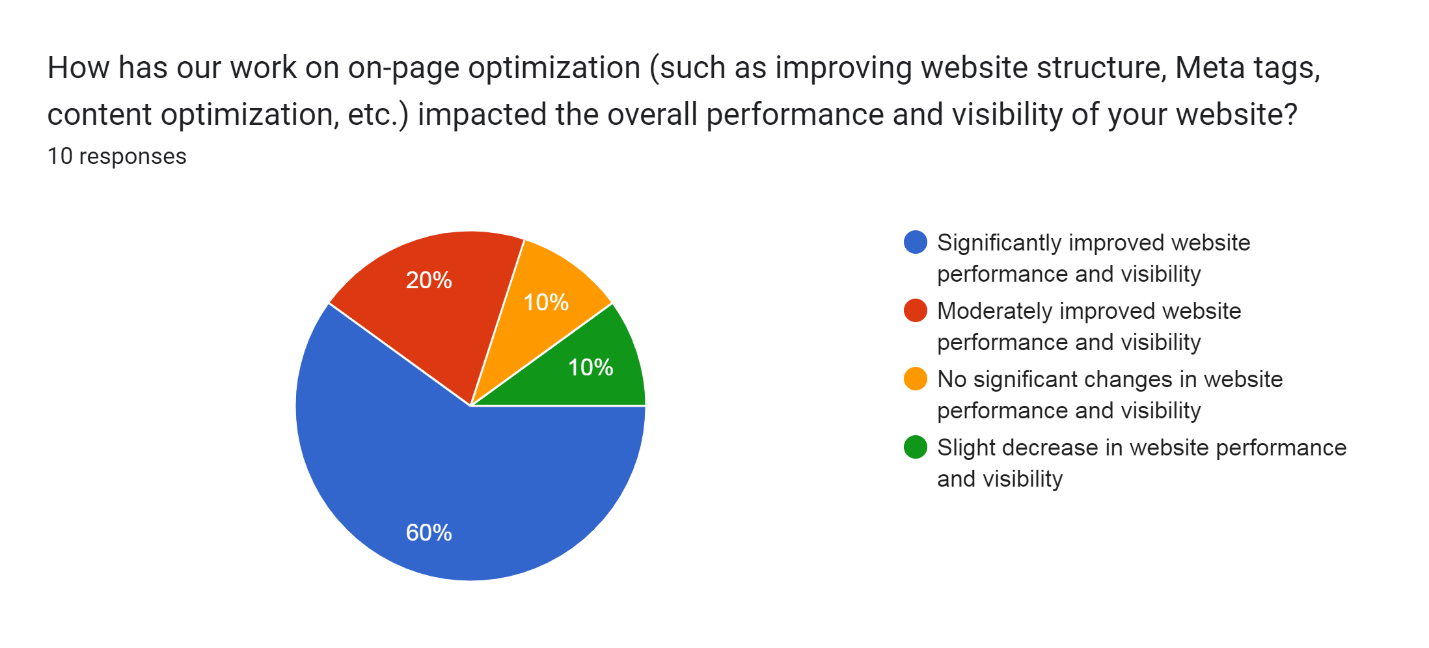 How has our work on on-page optimization (such as improving website structure, Meta tags,
content optimization, etc.) impacted the overall performance and visibility of your website?
10 responses
20%
10%
10%
60%
Significantly improved website
performance and visibility
Moderately improved website
performance and visibility
No significant changes in website
performance and visibility
Slight decrease in website performance
and visibility